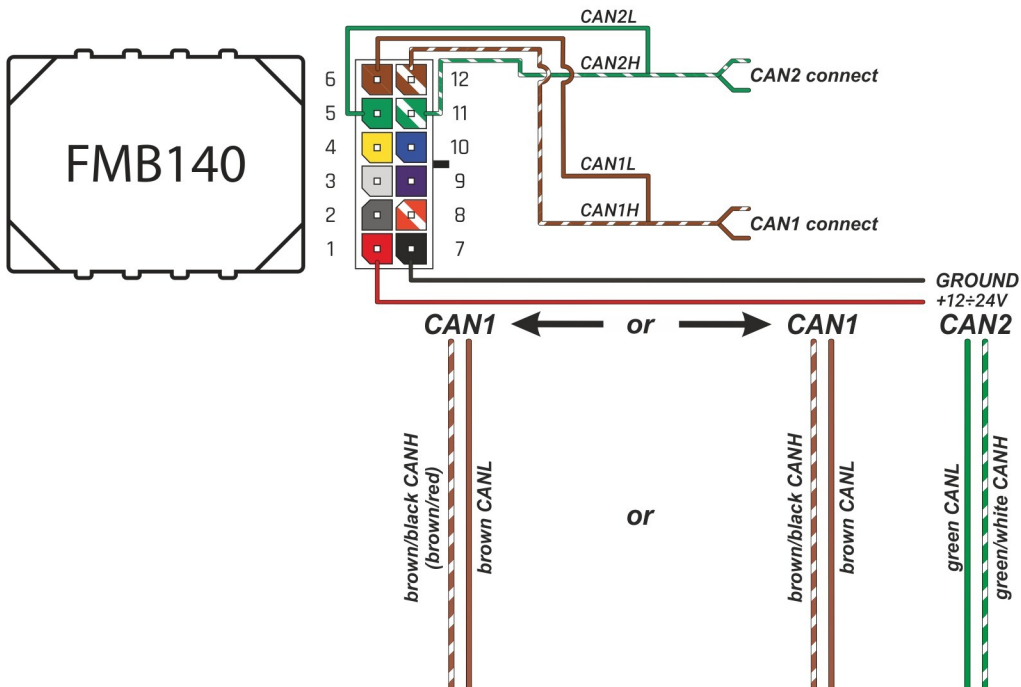 CAN2L
FMB140
6
12
CAN2H
CAN2 connect
5
11
4
10
3
9
CAN1L
2
8
CAN1H
CAN1 connect
1
7
GROUND
+12÷24V
CAN1
or
CAN1
CAN2
brown/black CANH
(brown/red)
brown CANL
or
brown/black CANH
brown CANL
green CANL
green/white CANH